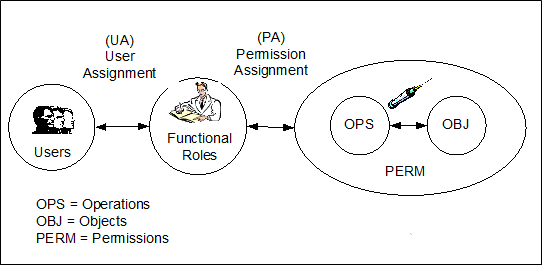 (UA)
User
Assignment
(PA)
Permission
Assignment
Users
Functional
Roles
OPS
OBJ
PERM
OPS = Operations
OBJ = Objects
PERM = Permissions